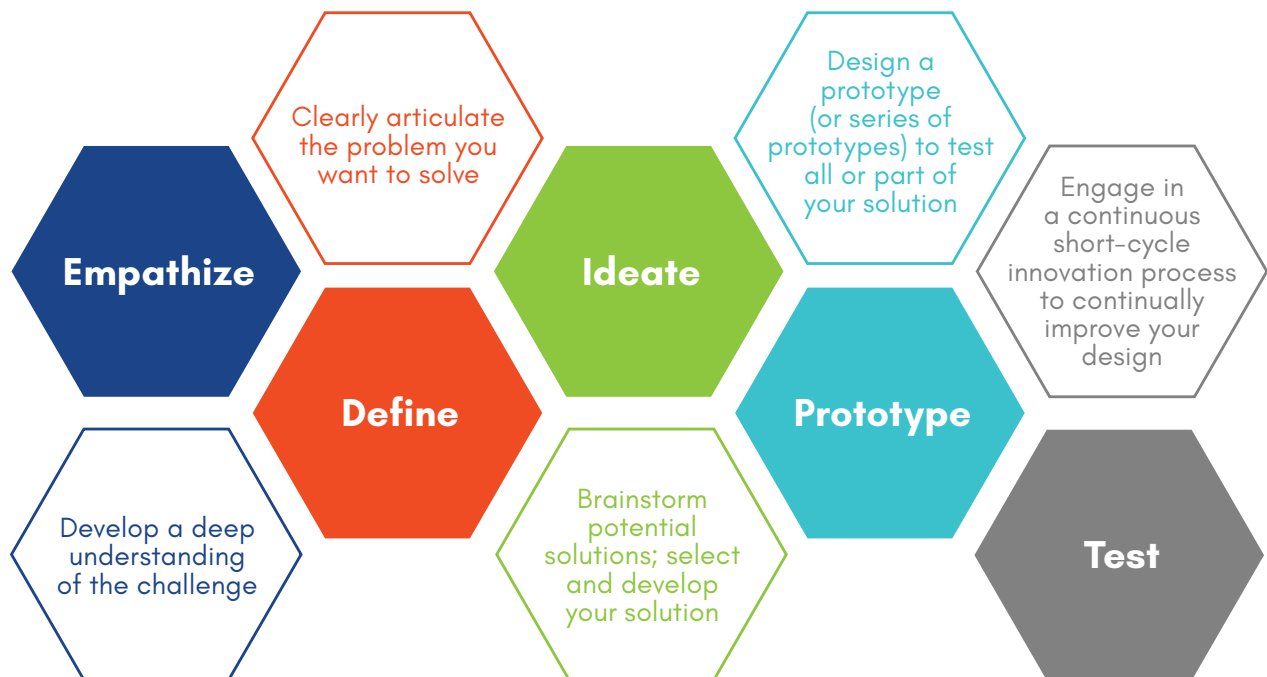 Empathize
Develop a deep
understanding
of the challenge
Clearly articulate
the problem you
want to solve
Define
Ideate
Brainstorm
potential
solutions; select
and develop
your solution
Design a
prototype
(or series of
prototypes) to test
all or part of
your solution
Prototype
Engage in
a continuous
short-cycle
innovation process
to continually
improve your
design
Test